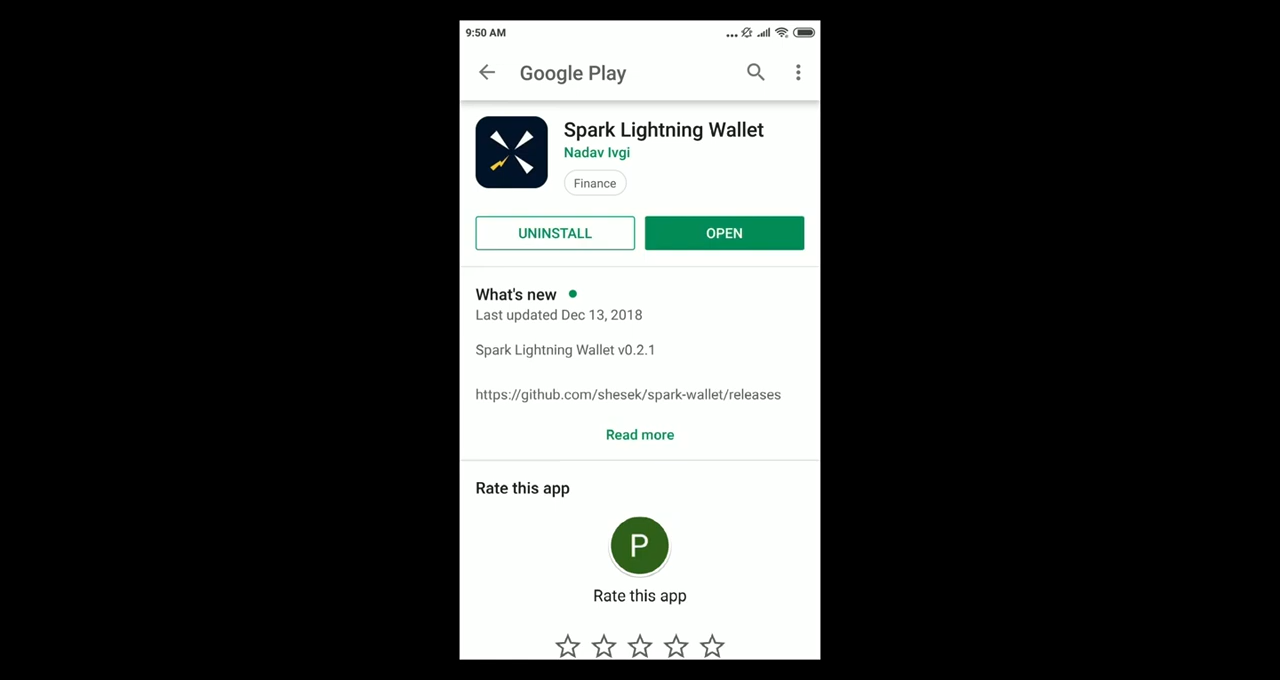 9:50 AM
Google Play
Spark Lightning Wallet
Nadav Ivgi
Finance
UNINSTALL
OPEN
What's new
Last updated Dec 13, 2018
Spark Lightning Wallet v0.2.1
https://github.com/shesek/spark-wallet/releases
Read more
Rate this app
P
Rate this app